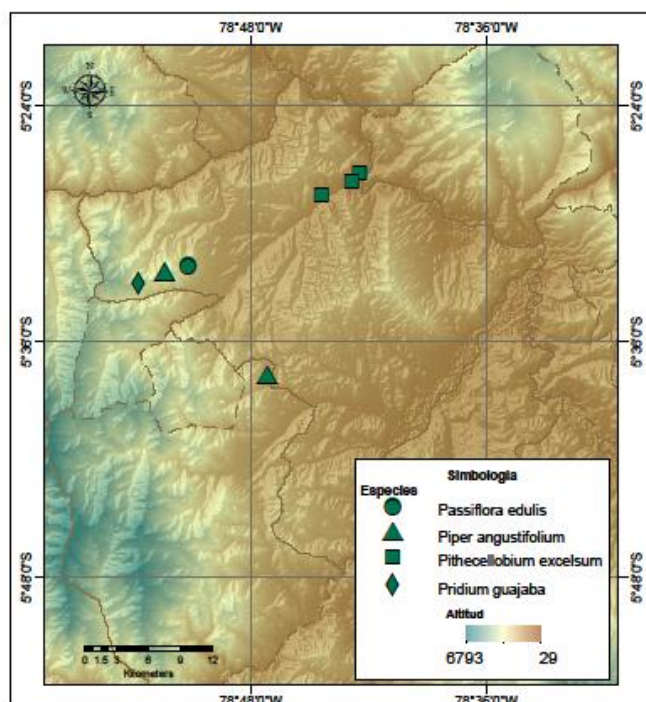 78°48'0"W 78°36'0"W
N
W E
S
5°24'0"S 5°24'0"S
5°36'0"S 5°36'0"S
5°48'0"S 5°48'0"S
Simbología
Especies
Passiflora edulis
Piper angustifolium
Pithecellobium excelsum
Pridium guajaba
Altitud
6793 29
0 1.5 3 6 9 12
Kilometers
78°48'0"W 78°36'0"W